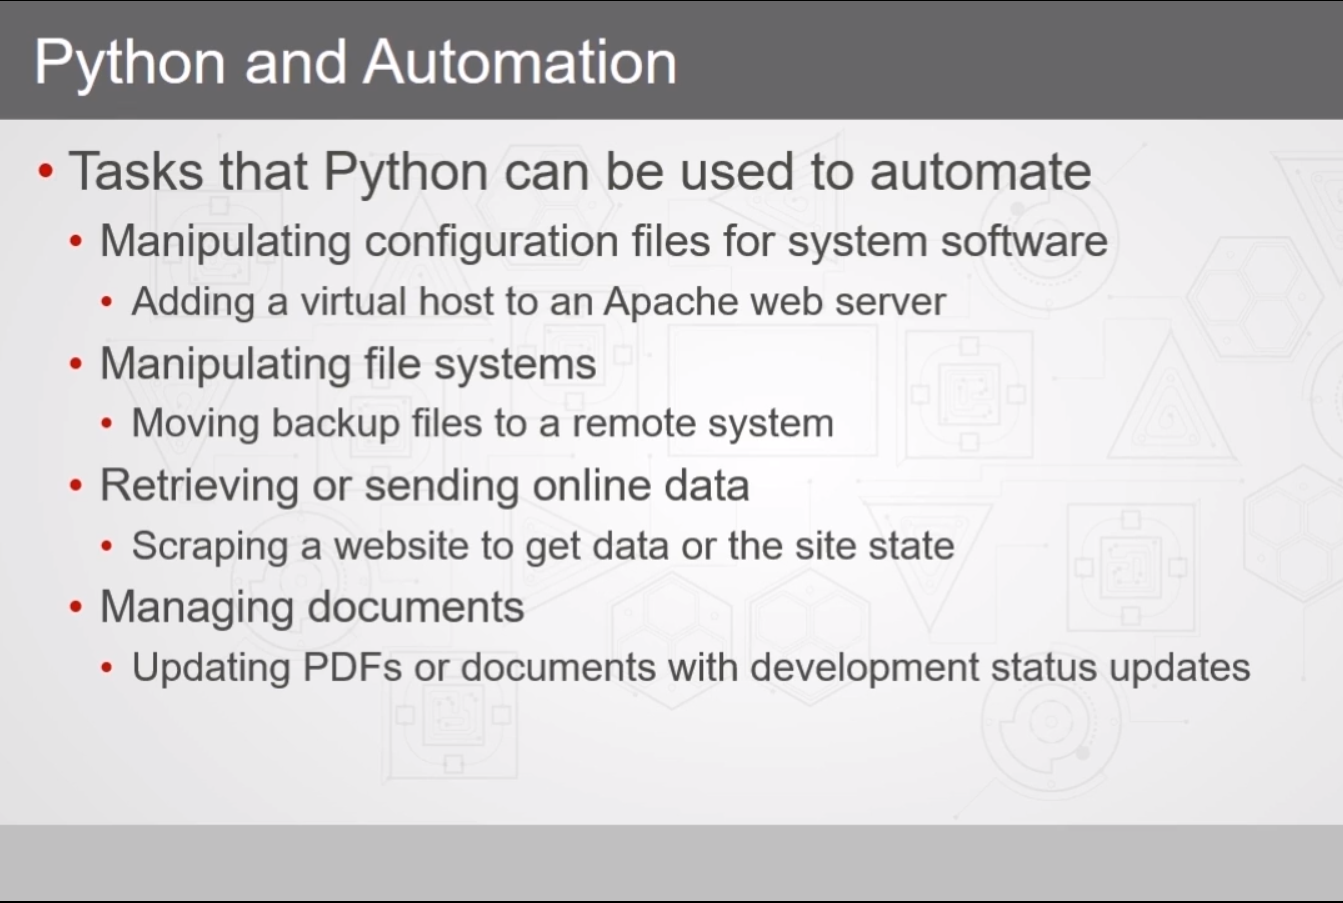 Python and Automation
• Tasks that Python can be used to automate
• Manipulating configuration files for system software
• Adding a virtual host to an Apache web server
• Manipulating file systems
• Moving backup files to a remote system
• Retrieving or sending online data
• Scraping a website to get data or the site state
• Managing documents
• Updating PDFs or documents with development status updates